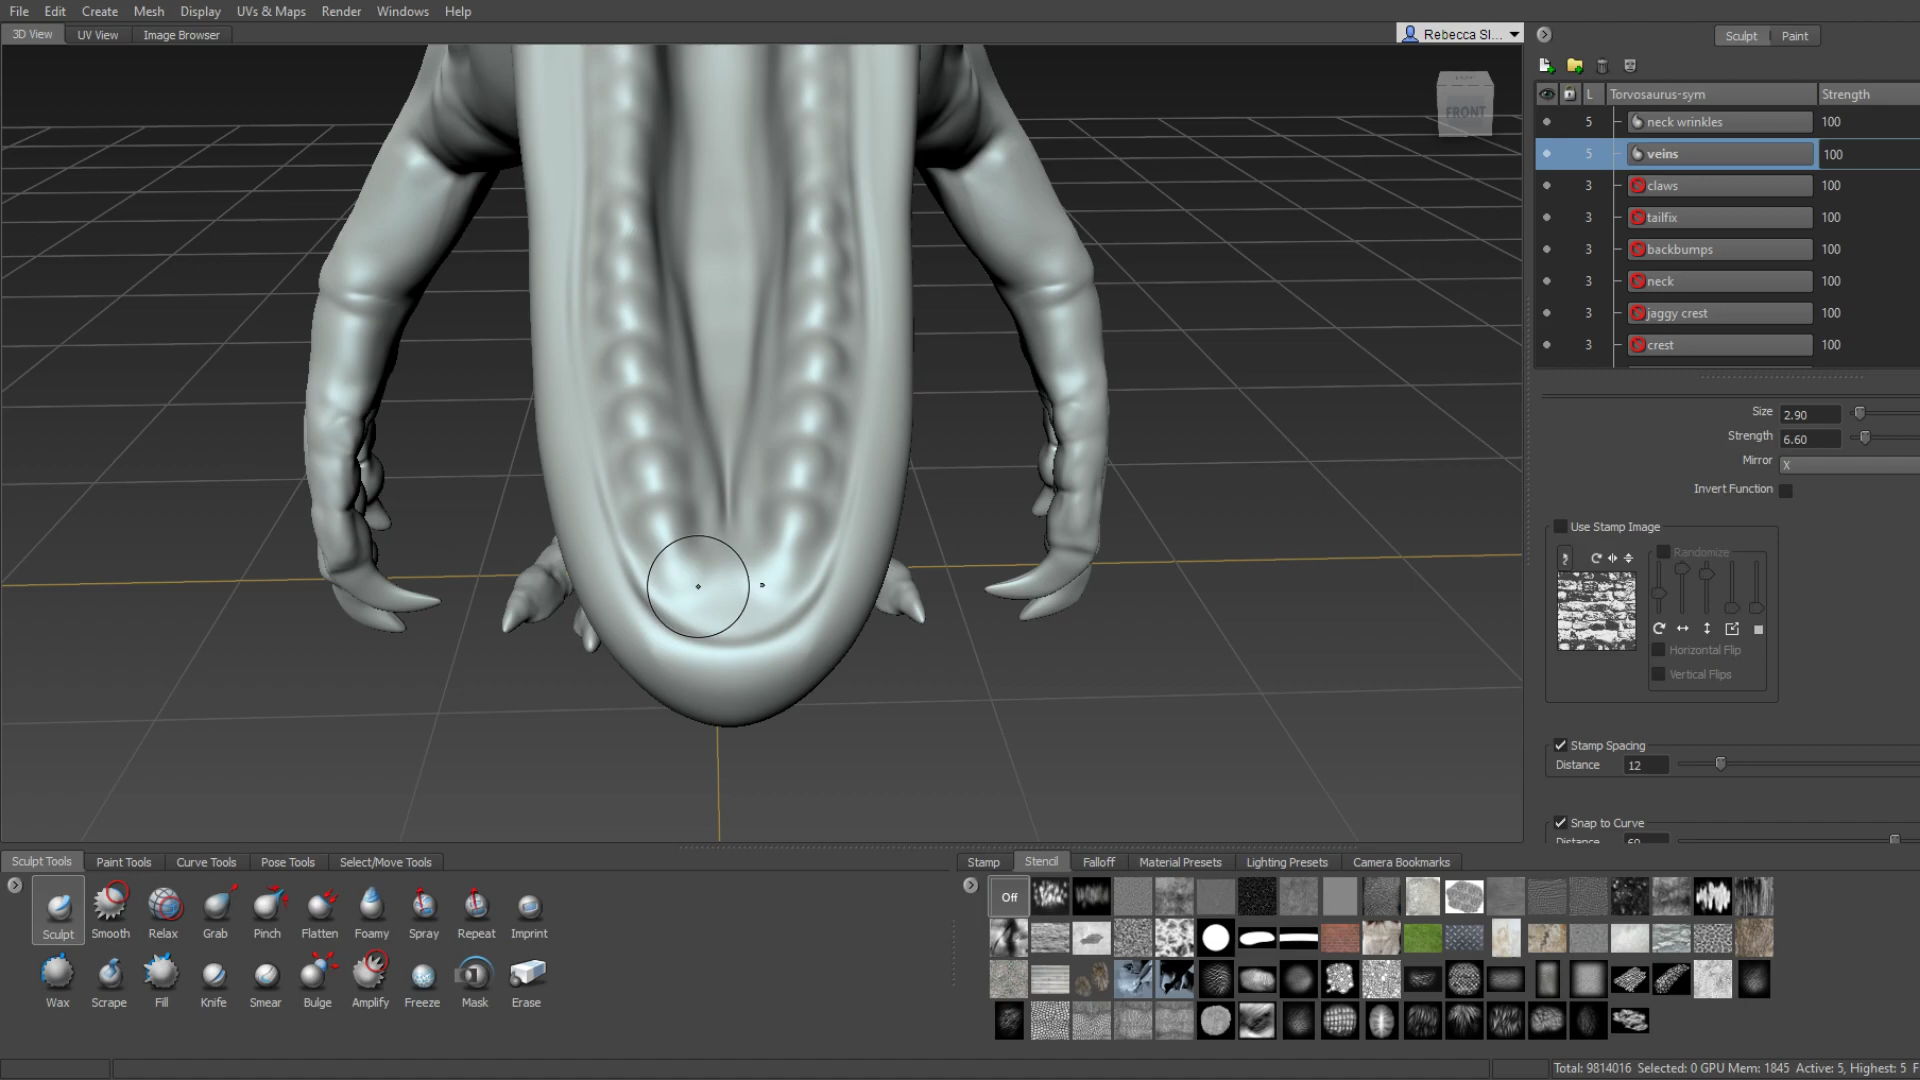 File Edit Create Mesh Display UVs & Maps Render Windows Help
3D View UV View Image Browser
Rebecca Sl...
Sculpt Paint
FRONT
L Torvosaurus-sym Strength
5 neck wrinkles 100
5 veins 100
3 claws 100
3 tailfix 100
3 backbumps 100
3 neck 100
3 jaggy crest 100
3 crest 100
Size 2.90
Strength 6.60
Mirror X
Invert Function
Use Stamp Image
Randomize
Horizontal Flip
Vertical Flips
Stamp Spacing
Distance 12
Snap to Curve
Distance 60
Sculpt Tools Paint Tools Curve Tools Pose Tools Select/Move Tools
Stamp Stencil Falloff Material Presets Lighting Presets Camera Bookmarks
Off
Sculpt Smooth Relax Grab Pinch Flatten Foamy Spray Repeat Imprint
Wax Scrape Fill Knife Smear Bulge Amplify Freeze Mask Erase
Total: 9814016 Selected: 0 GPU Mem: 1845 Active: 5, Highest: 5 F